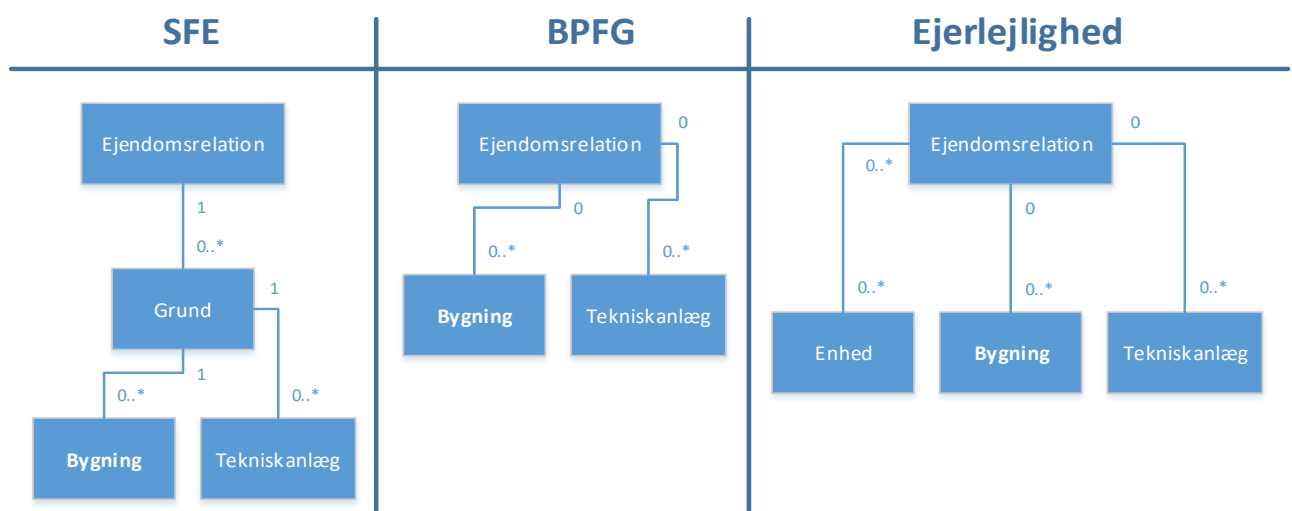 SFE
Ejendomsrelation
1
0..*
Grund
1
1
0..*
0..*
Bygning
Tekniskanlæg
BPFG
Ejendomsrelation
0
0
0..*
0..*
Bygning
Tekniskanlæg
Ejerlejlighed
Ejendomsrelation
0
0..*
0
0..*
0..*
0..*
Enhed
Bygning
Tekniskanlæg